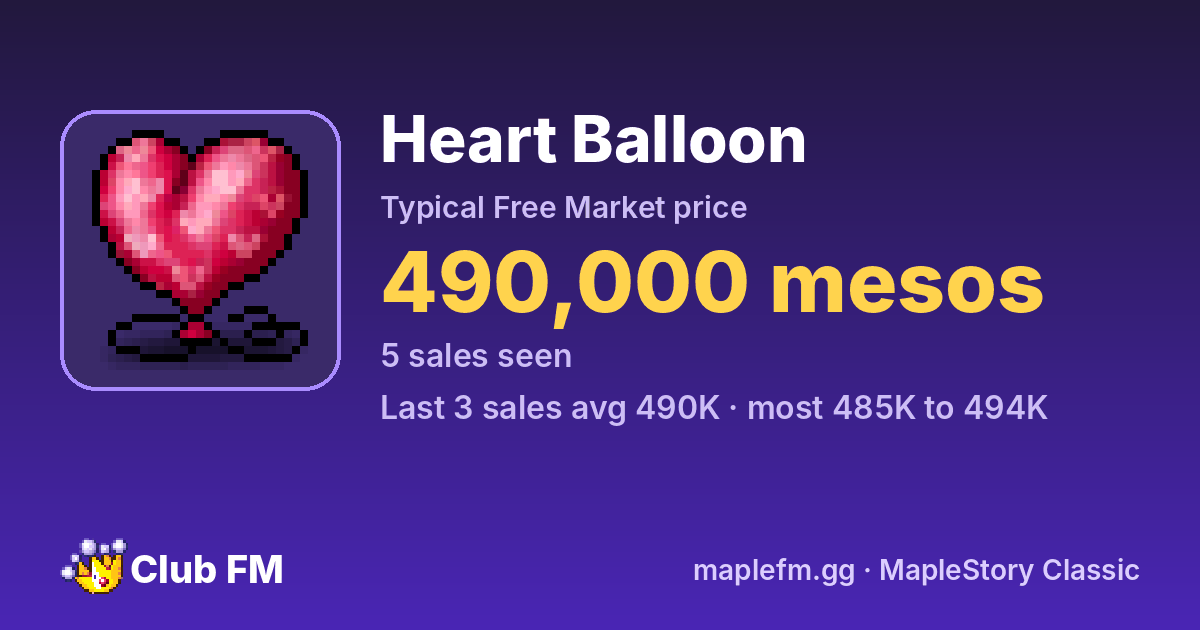 Heart Balloon
Typical Free Market price
490,000 mesos
5 sales seen
Last 3 sales avg 490K · most 485K to 494K
Club FM
maplefm.gg · MapleStory Classic